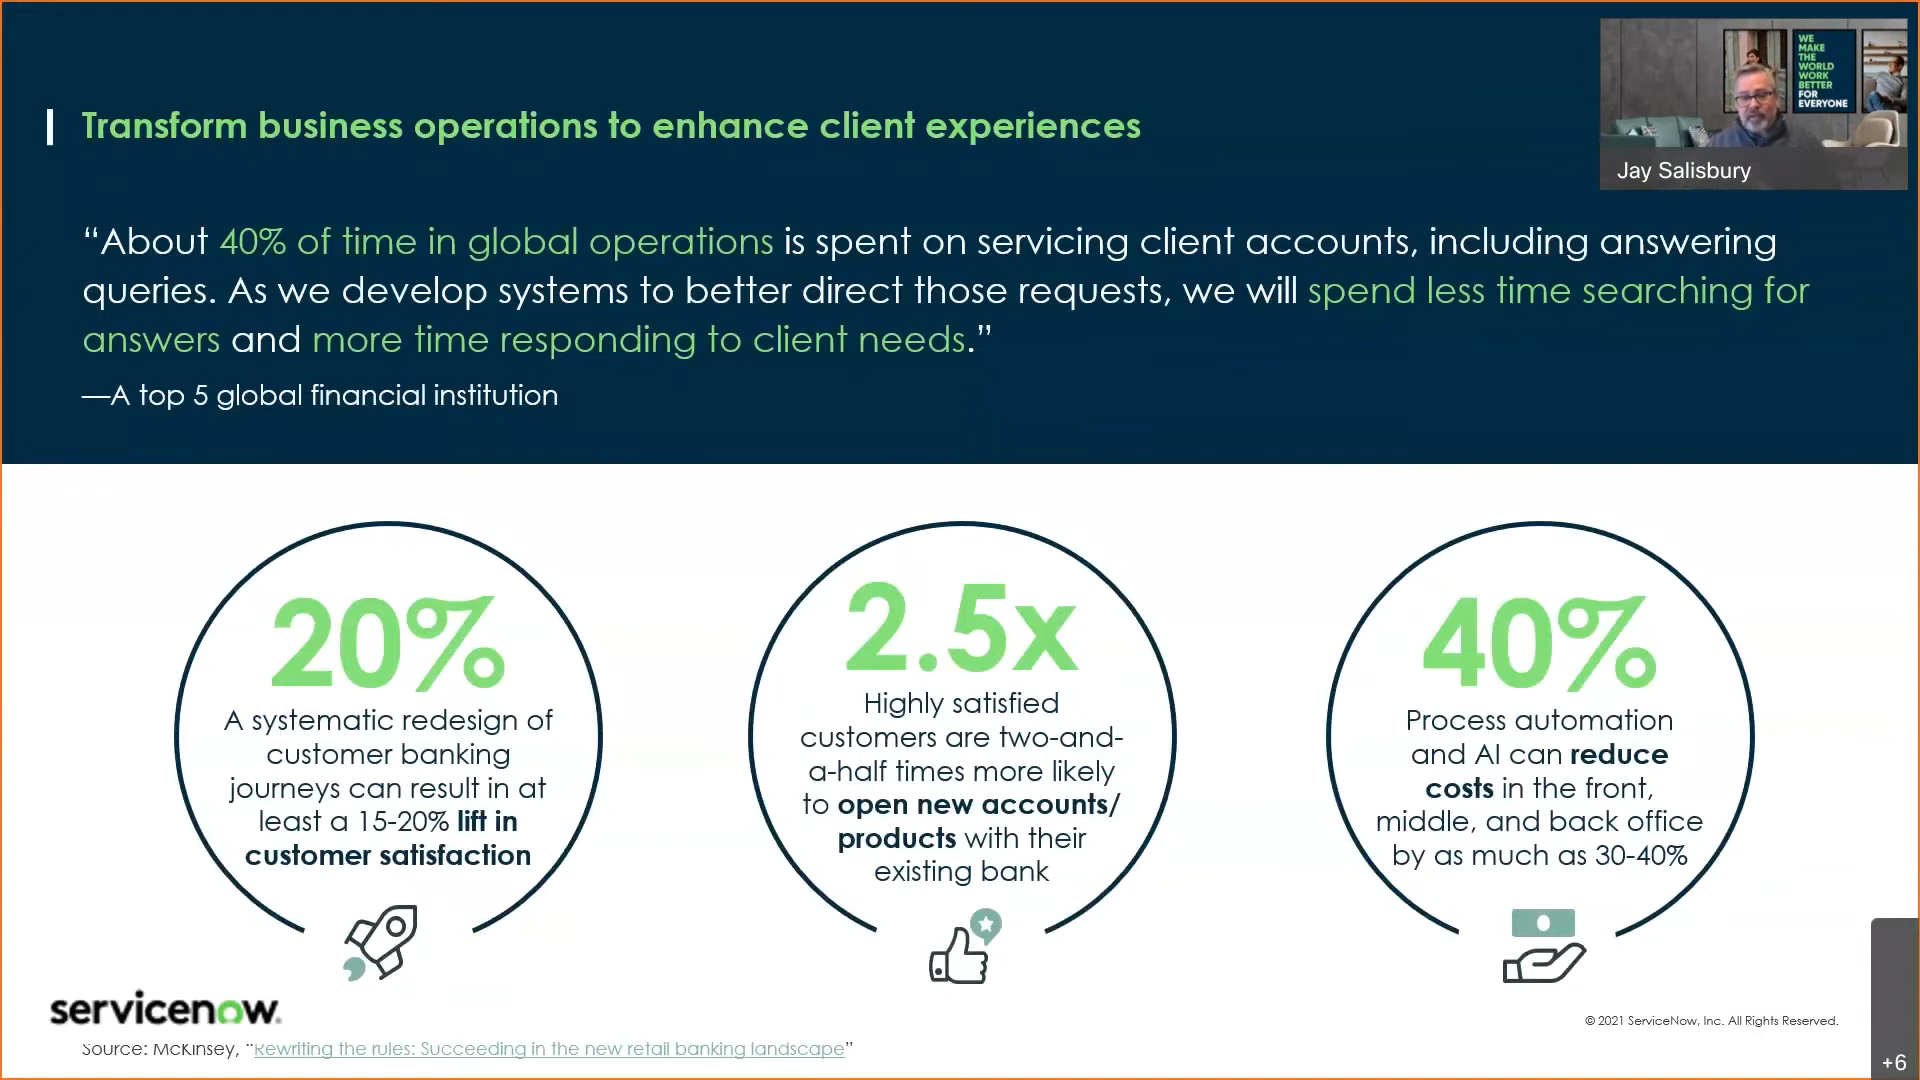 WE
MAKE
THE
WORLD
WORK
BETTER
FOR
EVERYONE
Jay Salisbury
Transform business operations to enhance client experiences
“About 40% of time in global operations is spent on servicing client accounts, including answering
queries. As we develop systems to better direct those requests, we will spend less time searching for
answers and more time responding to client needs.”
—A top 5 global financial institution
20%
A systematic redesign of
customer banking
journeys can result in at
least a 15-20% lift in
customer satisfaction
2.5x
Highly satisfied
customers are two-and-
a-half times more likely
to open new accounts/
products with their
existing bank
40%
Process automation
and AI can reduce
costs in the front,
middle, and back office
by as much as 30-40%
servicenow.
© 2021 ServiceNow, Inc. All Rights Reserved.
Source: McKinsey, “Rewriting the rules: Succeeding in the new retail banking landscape”
+6